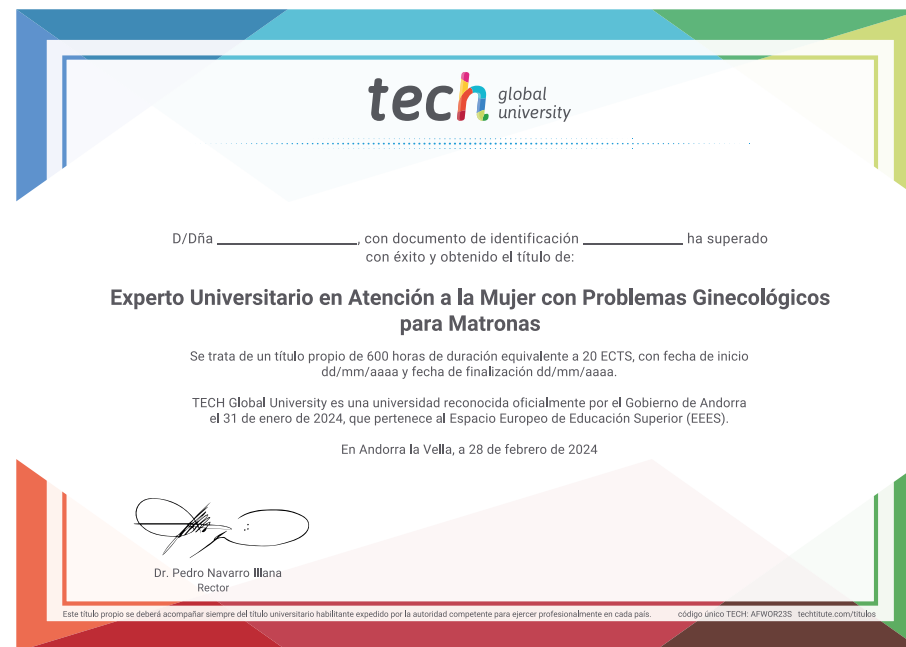 tech global university
D/Dña ______________, con documento de identificación __________ ha superado
con éxito y obtenido el título de:
Experto Universitario en Atención a la Mujer con Problemas Ginecológicos
para Matronas
Se trata de un título propio de 600 horas de duración equivalente a 20 ECTS, con fecha de inicio
dd/mm/aaaa y fecha de finalización dd/mm/aaaa.
TECH Global University es una universidad reconocida oficialmente por el Gobierno de Andorra
el 31 de enero de 2024, que pertenece al Espacio Europeo de Educación Superior (EEES).
En Andorra la Vella, a 28 de febrero de 2024
Dr. Pedro Navarro Illana
Rector
Este título propio se deberá acompañar siempre del título universitario habilitante expedido por la autoridad competente para ejercer profesionalmente en cada país. código único TECH: AFWOR23S techtitute.com/titulos